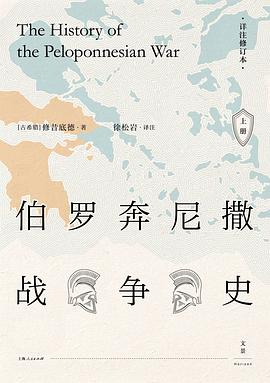 The History of
the Peloponnesian War
·详注修订本·
上册
[古希腊]修昔底德·著
徐松岩·译注
伯罗奔尼撒
战争史
文景
Horizon
上海人民出版社